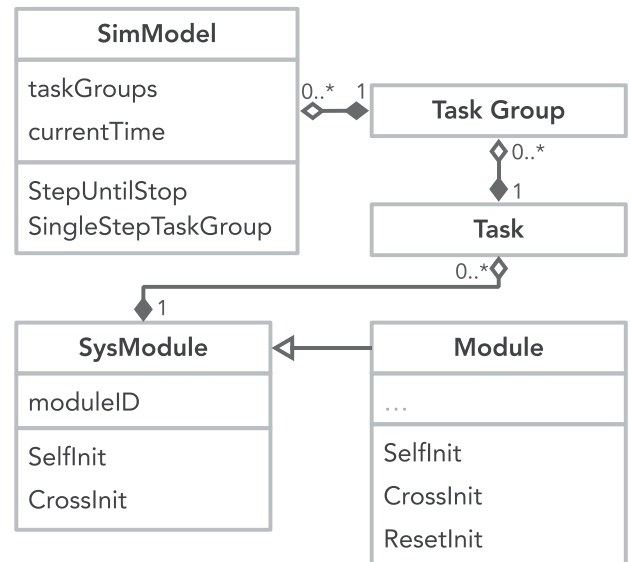 SimModel
taskGroups
currentTime
StepUntilStop
SingleStepTaskGroup
0..* 1
Task Group
0..*
1
Task
0..*
1
SysModule
moduleID
SelfInit
CrossInit
Module
...
SelfInit
CrossInit
ResetInit